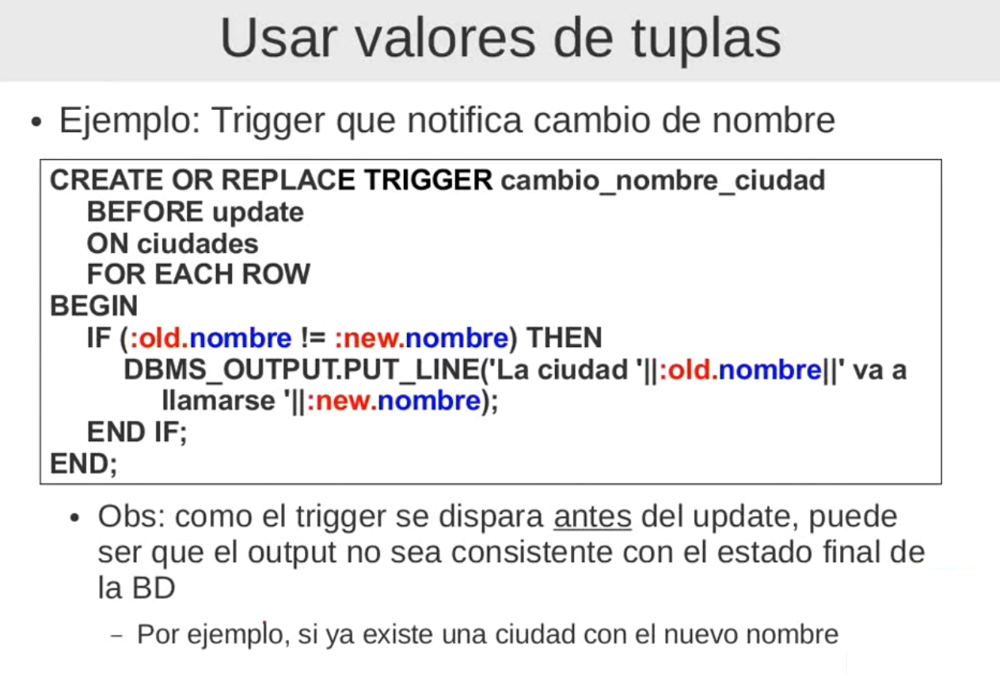 Usar valores de tuplas
• Ejemplo: Trigger que notifica cambio de nombre
CREATE OR REPLACE TRIGGER cambio_nombre_ciudad
BEFORE update
ON ciudades
FOR EACH ROW
BEGIN
IF (:old.nombre != :new.nombre) THEN
DBMS_OUTPUT.PUT_LINE('La ciudad '||:old.nombre||' va a
llamarse '||:new.nombre);
END IF;
END;
• Obs: como el trigger se dispara antes del update, puede
ser que el output no sea consistente con el estado final de
la BD
– Por ejemplo, si ya existe una ciudad con el nuevo nombre